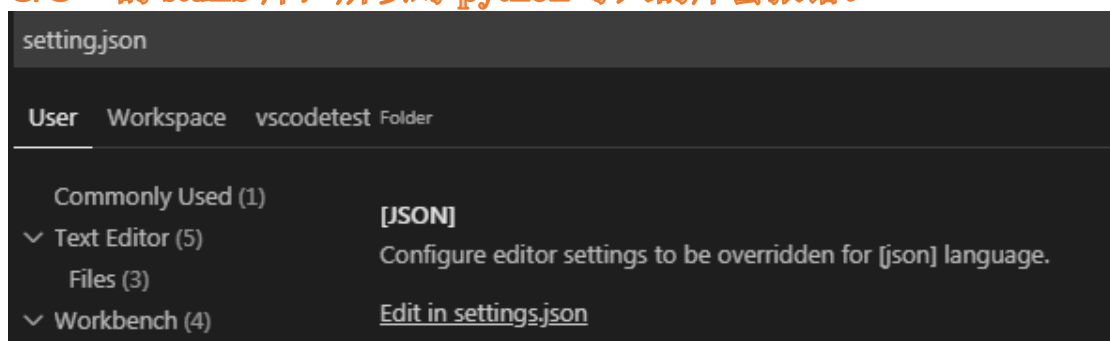 setting.json
User Workspace vscodetest Folder
Commonly Used (1)
Text Editor (5)
Files (3)
Workbench (4)
[JSON]
Configure editor settings to be overridden for [json] language.
Edit in settings.json